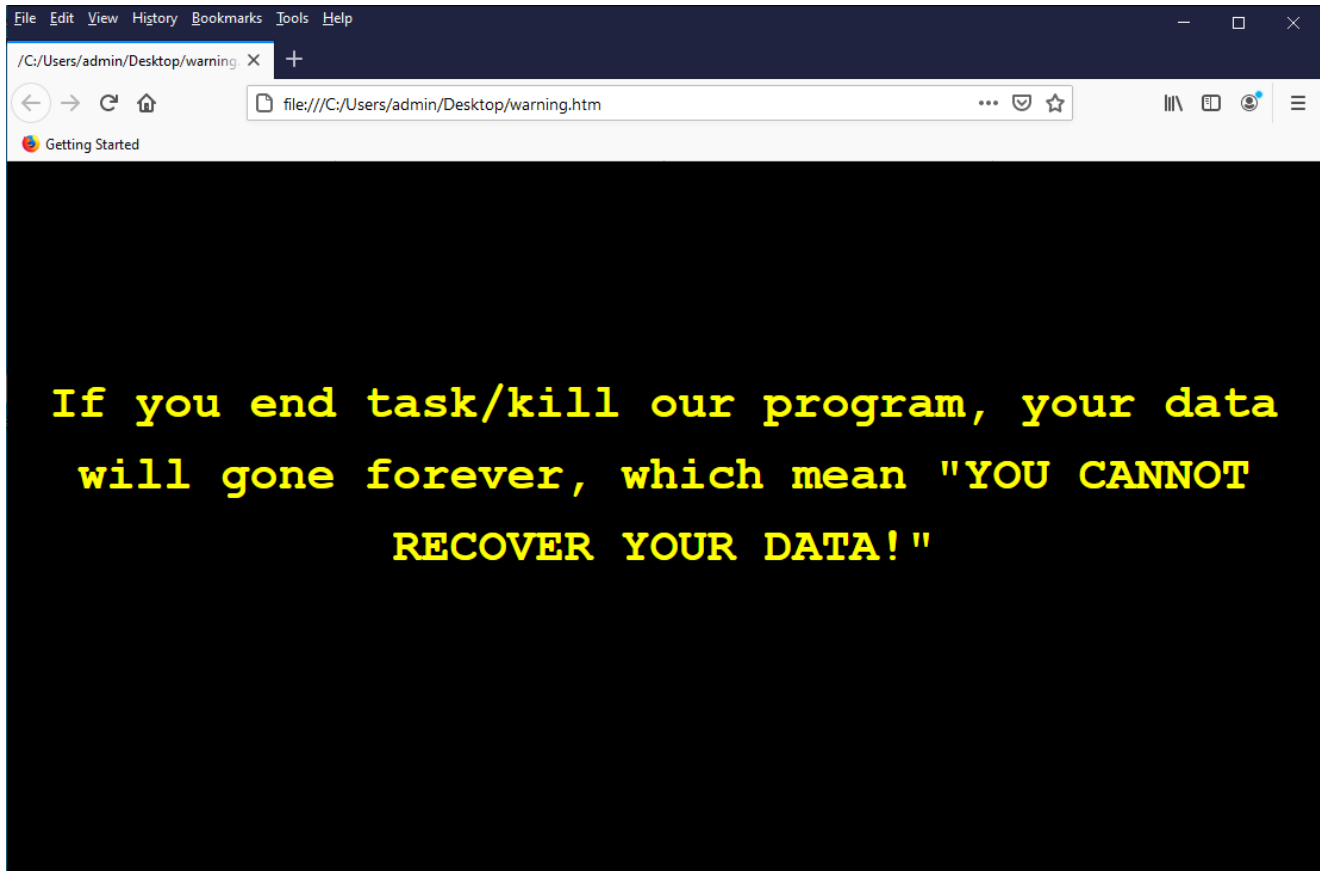 File Edit View History Bookmarks Tools Help
/C:/Users/admin/Desktop/warning.
file:///C:/Users/admin/Desktop/warning.htm
Getting Started
If you end task/kill our program, your data
will gone forever, which mean "YOU CANNOT
RECOVER YOUR DATA!"